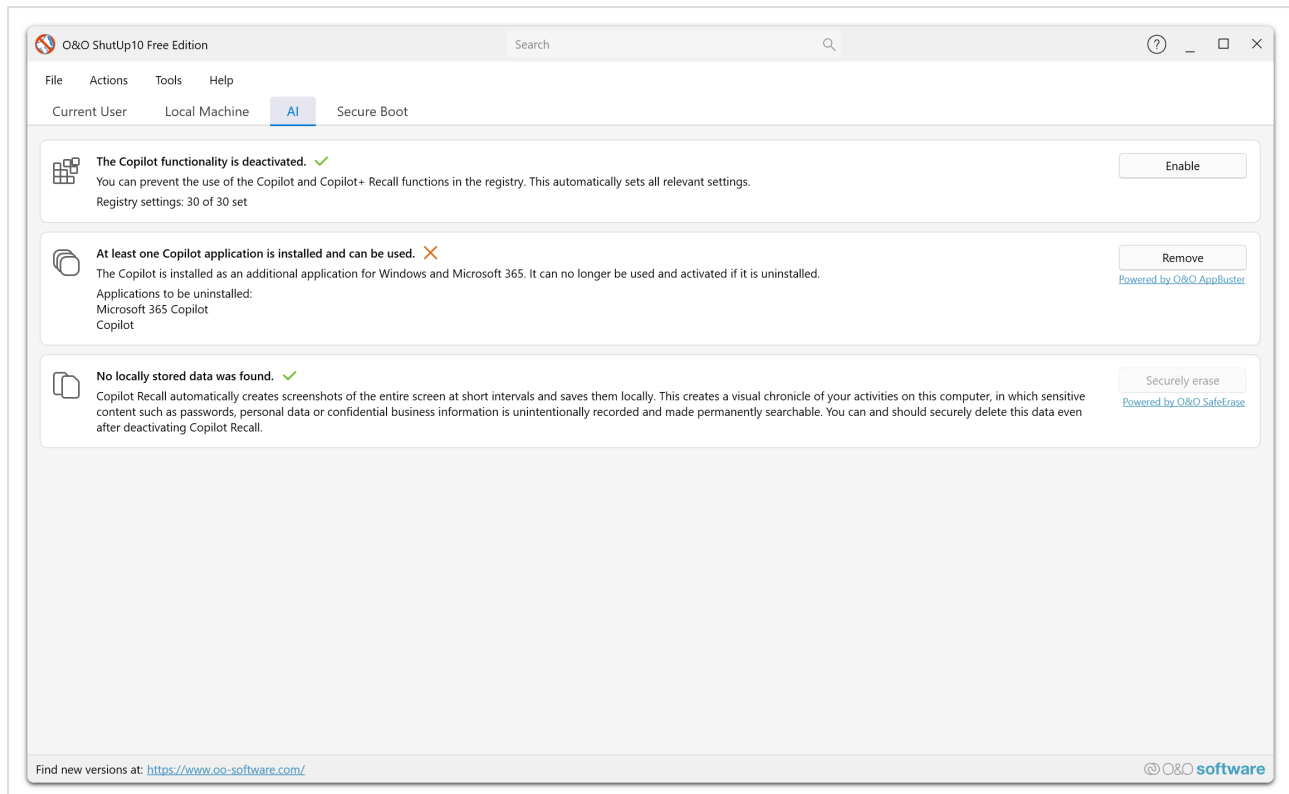 O&O ShutUp10 Free Edition
Search
?
File Actions Tools Help
Current User Local Machine AI Secure Boot
The Copilot functionality is deactivated.
You can prevent the use of the Copilot and Copilot+ Recall functions in the registry. This automatically sets all relevant settings.
Registry settings: 30 of 30 set
Enable
At least one Copilot application is installed and can be used.
The Copilot is installed as an additional application for Windows and Microsoft 365. It can no longer be used and activated if it is uninstalled.
Applications to be uninstalled:
Microsoft 365 Copilot
Copilot
Remove
Powered by O&O AppBuster
No locally stored data was found.
Copilot Recall automatically creates screenshots of the entire screen at short intervals and saves them locally. This creates a visual chronicle of your activities on this computer, in which sensitive
content such as passwords, personal data or confidential business information is unintentionally recorded and made permanently searchable. You can and should securely delete this data even
after deactivating Copilot Recall.
Securely erase
Powered by O&O SafeErase
Find new versions at: https://www.oo-software.com/
O&O software